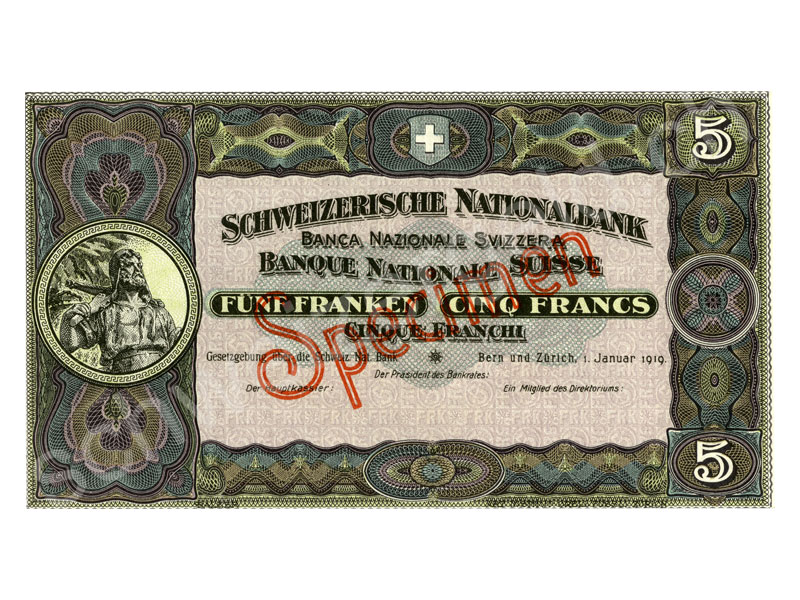 5
SCHWEIZERISCHE NATIONALBANK
BANCA NAZIONALE SVIZZERA
BANQUE NATIONALE SUISSE
FÜNF FRANKEN CINQ FRANCS
CINQUE FRANCHI
Gesetzgebung über die Schweiz. Nat. Bank Bern und Zürich, 1. Januar 1919.
Der Präsident des Bankrates:
Der Hauptkassier: Ein Mitglied des Direktoriums:
Specimen
5